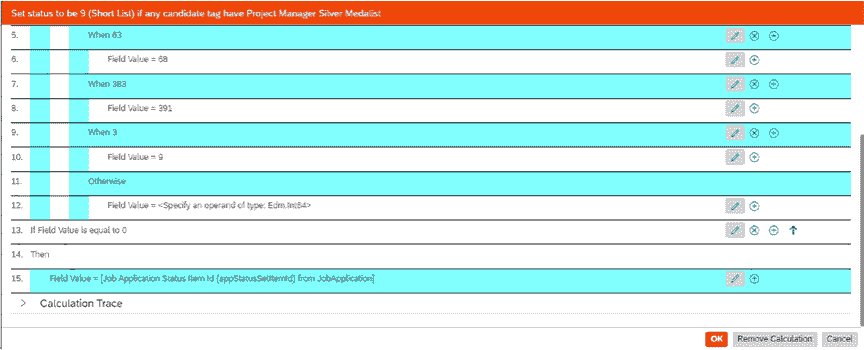 Set status to be 9 (Short List) if any candidate tag have Project Manager Silver Medalist
5. When 63
6. Field Value = 68
7. When 383
8. Field Value = 391
9. When 3
10. Field Value = 9
11. Otherwise
12. Field Value = <Specify an operand of type: Edm.Int64>
13. If Field Value is equal to 0
14. Then
15. Field Value = [Job Application Status Item Id (appStatusSetItemId) from JobApplication]
> Calculation Trace
OK Remove Calculation Cancel